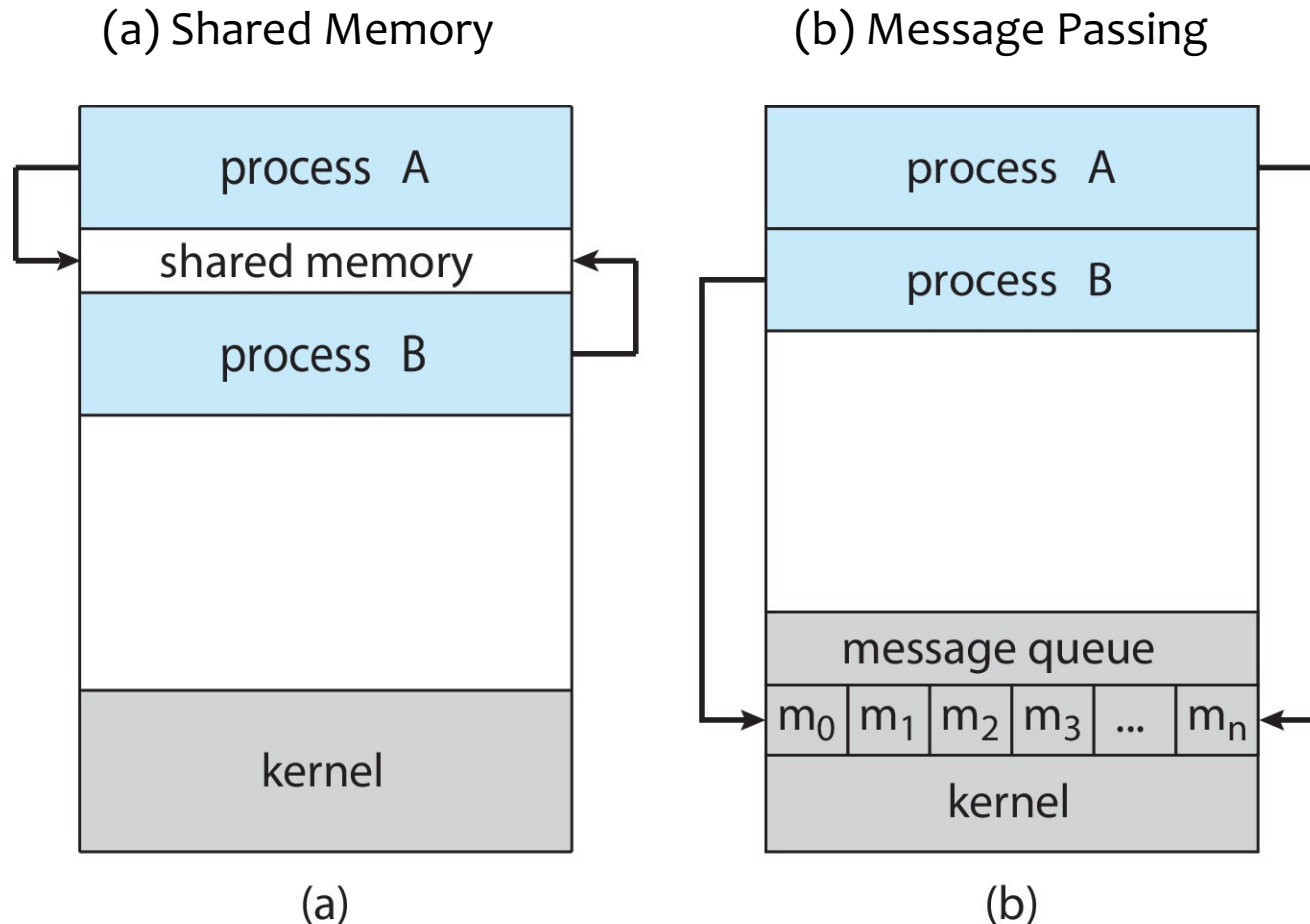 (a) Shared Memory
process A
shared memory
process B
kernel
(a)
(b) Message Passing
process A
process B
message queue
m0 m1 m2 m3 ... mn
kernel
(b)